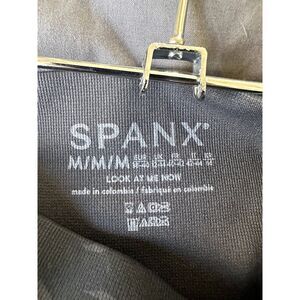 SPANX®
M/M/M
LOOK AT ME NOW
made in colombia / fabriqué en colombie